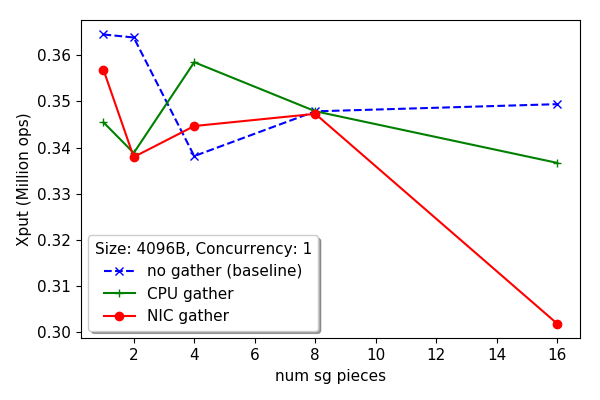 0.36
0.35
0.34
0.33
0.32
0.31
0.30
Xput (Million ops)
Size: 4096B, Concurrency: 1
no gather (baseline)
CPU gather
NIC gather
2 4 6 8 10 12 14 16
num sg pieces